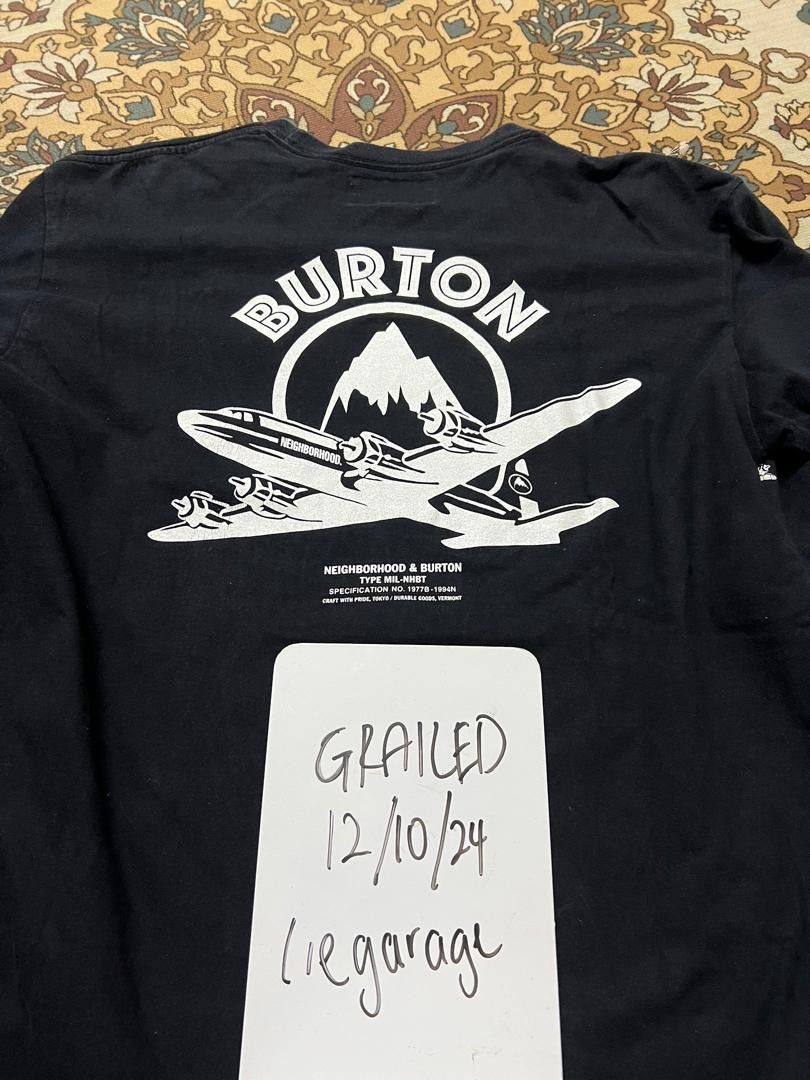 BURTON
NEIGHBORHOOD.
NEIGHBORHOOD & BURTON
TYPE MIL-NHBT
SPECIFICATION NO. 1977B-1994N
CRAFT WITH PRIDE, TOKYO / DURABLE GOODS, VERMONT
GRAILED
12/10/24
liegarage